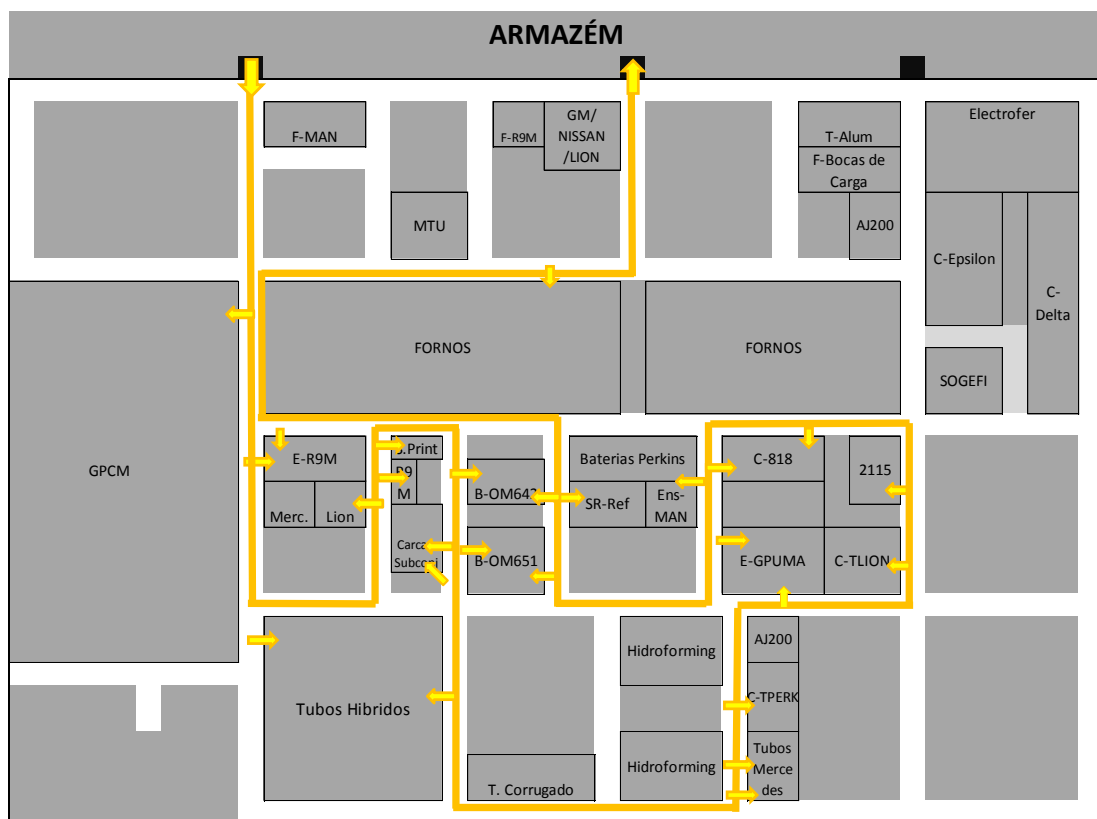 ARMAZÉM
F-MAN
F-R9M
GM/
NISSAN
/LION
T-Alum
F-Bocas de
Carga
Electrofer
MTU
AJ200
C-Epsilon
C-
Delta
FORNOS
FORNOS
SOGEFI
GPCM
E-R9M
Merc.
Lion
.Print
M
Subconj
B-OM642
B-OM651
Baterias Perkins
SR-Ref
Ens-
MAN
C-818
2115
E-GPUMA
C-TLION
Tubos Hibridos
T. Corrugado
Hidroforming
Hidroforming
AJ200
C-TPERK
Tubos
Merce
des